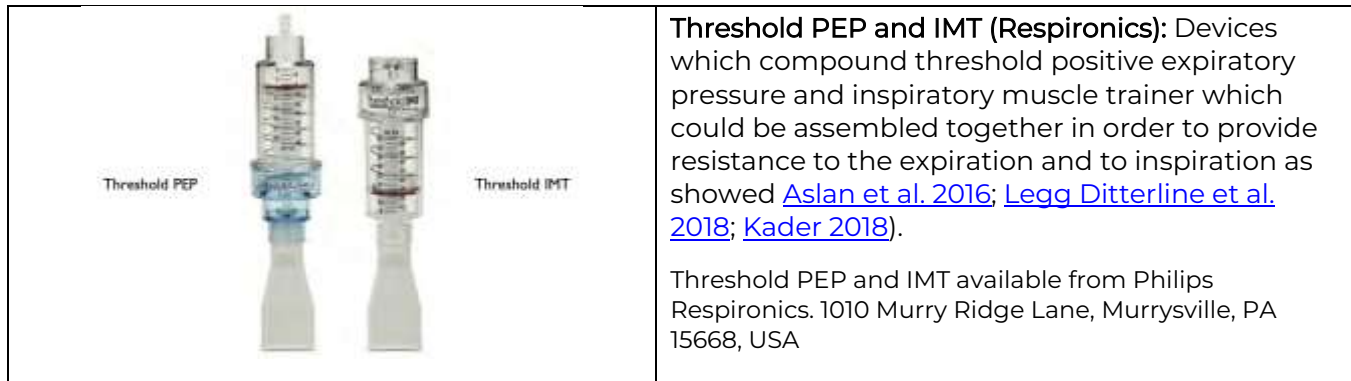 Threshold PEP
Threshold IMT
Threshold PEP and IMT (Respironics): Devices
which compound threshold positive expiratory
pressure and inspiratory muscle trainer which
could be assembled together in order to provide
resistance to the expiration and to inspiration as
showed Aslan et al. 2016; Legg Ditterline et al.
2018; Kader 2018).
Threshold PEP and IMT available from Philips
Respironics. 1010 Murry Ridge Lane, Murrysville, PA
15668, USA